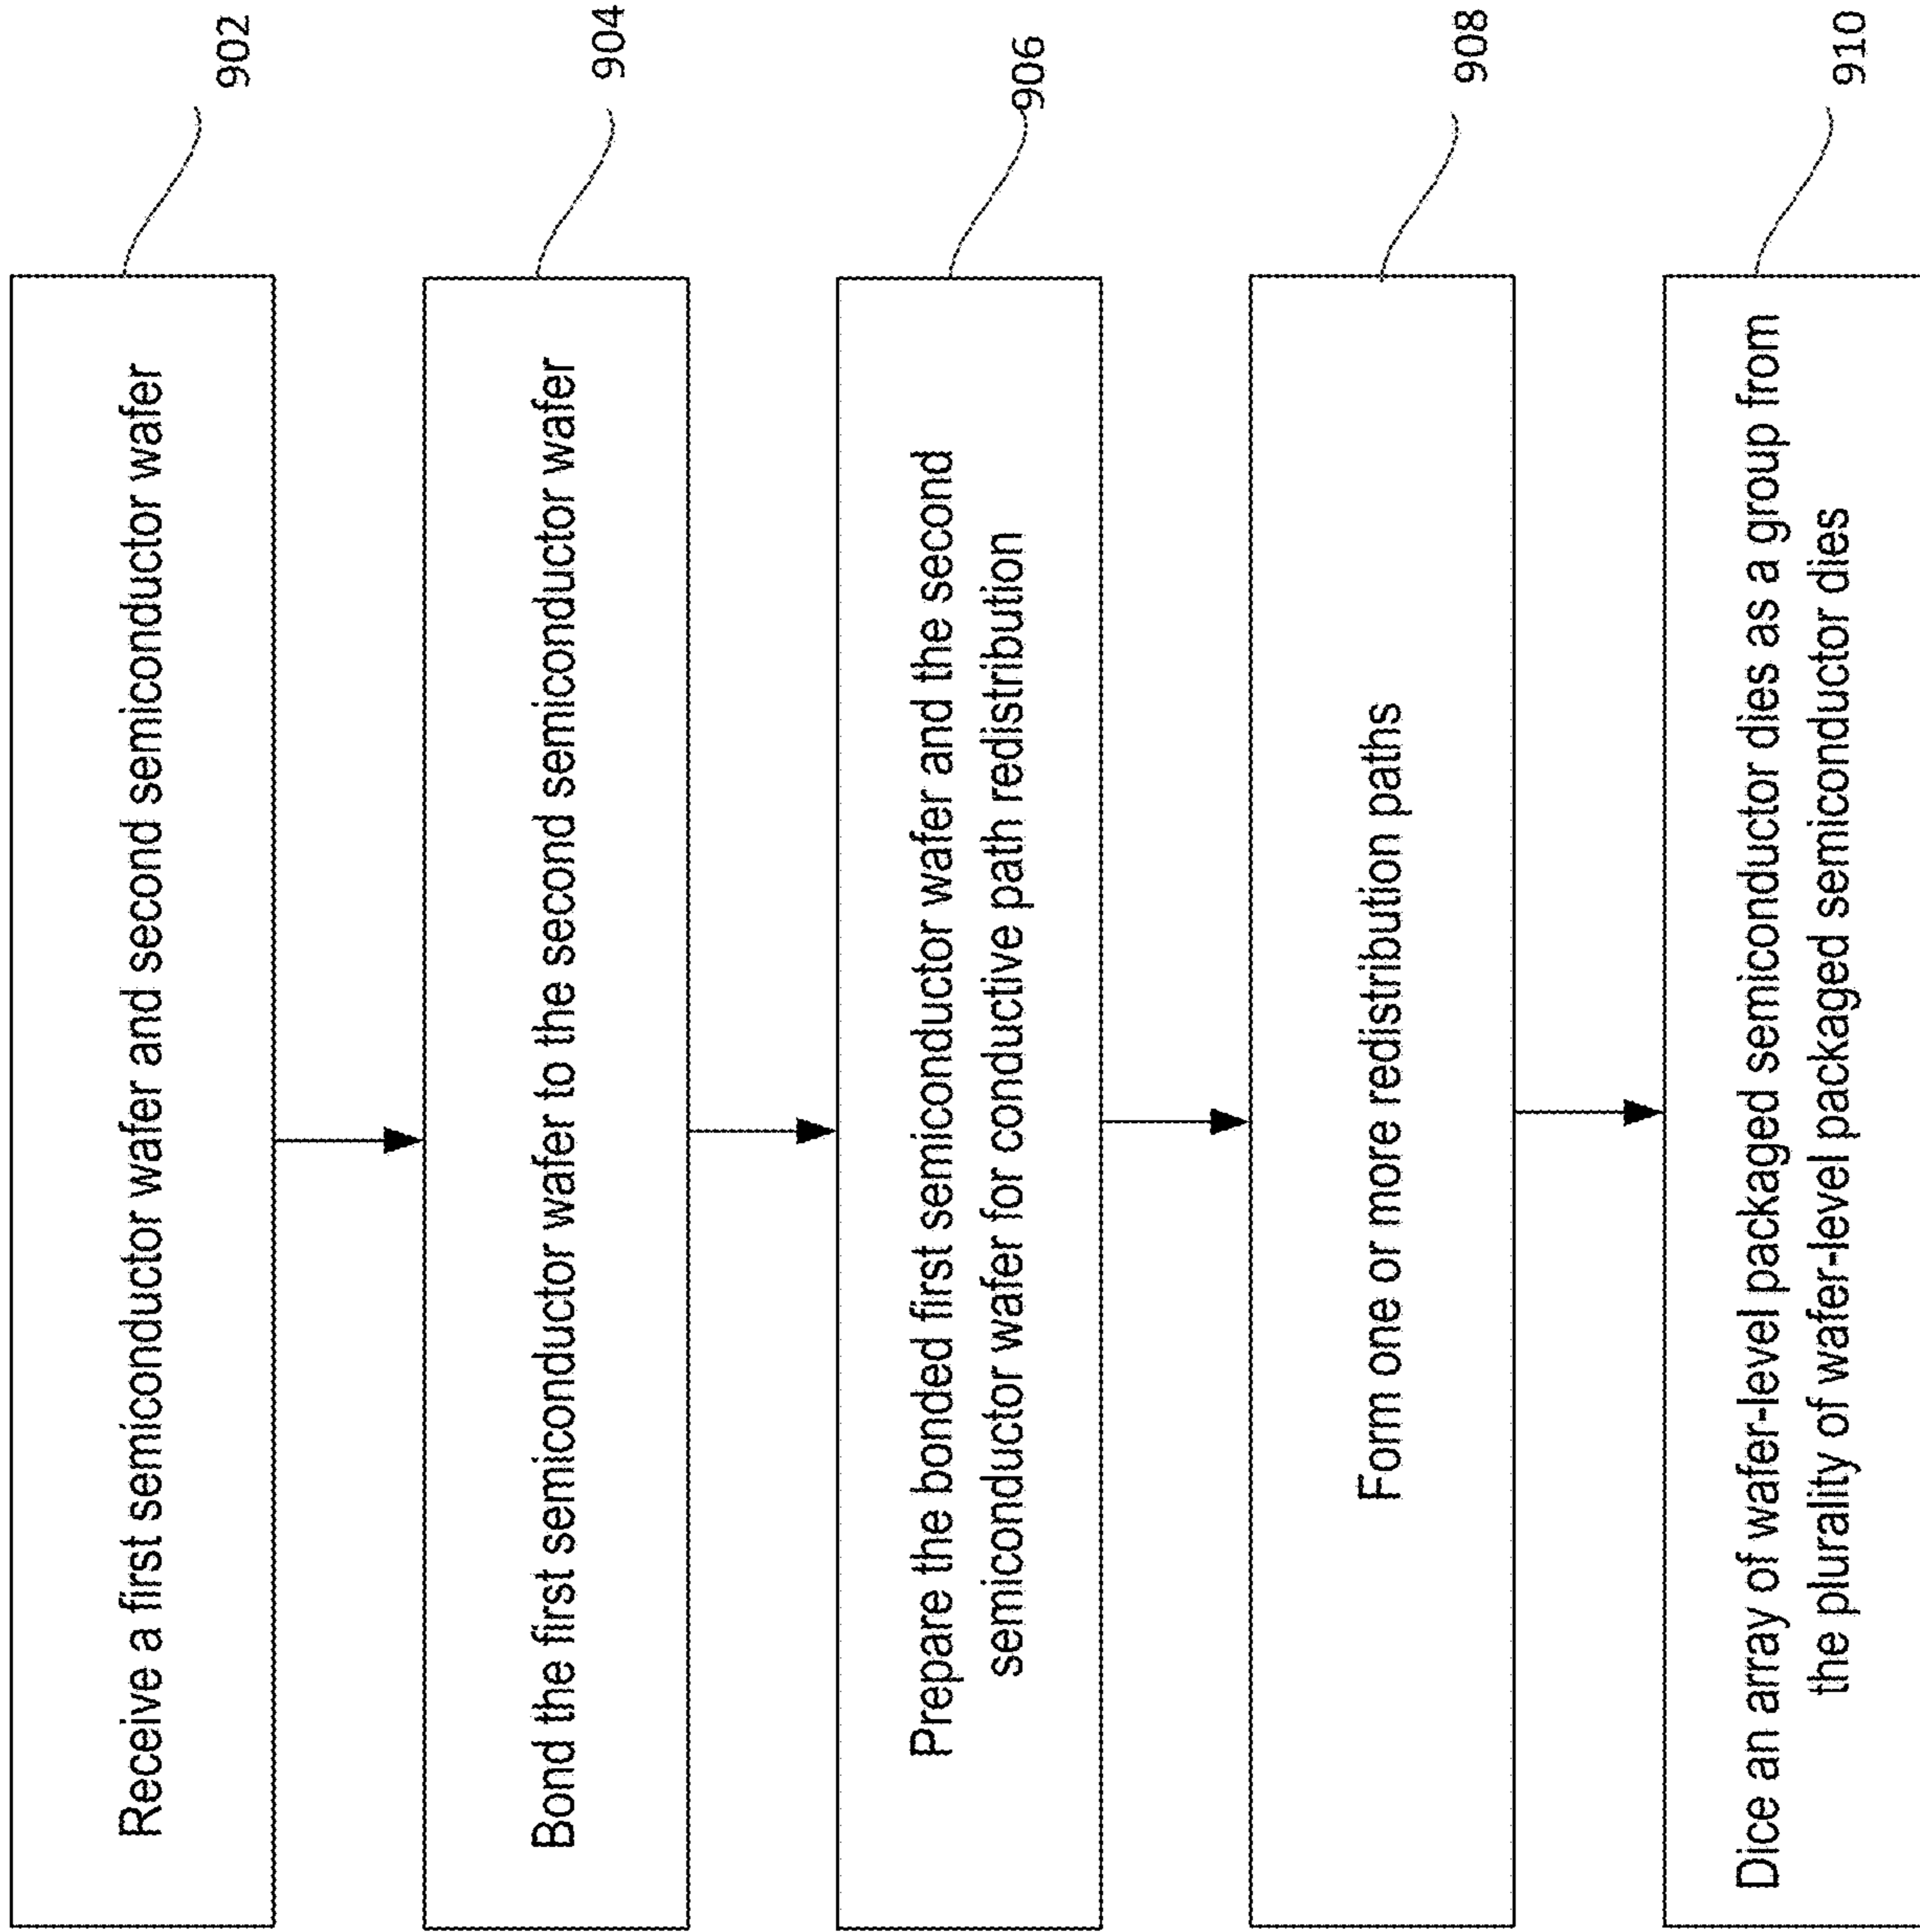 Receive a first semiconductor wafer and second semiconductor wafer
902
Bond the first semiconductor wafer to the second semiconductor wafer
904
Prepare the bonded first semiconductor wafer and the second
semiconductor wafer for conductive path redistribution
906
Form one or more redistribution paths
908
Dice an array of wafer-level packaged semiconductor dies as a group from
the plurality of wafer-level packaged semiconductor dies
910